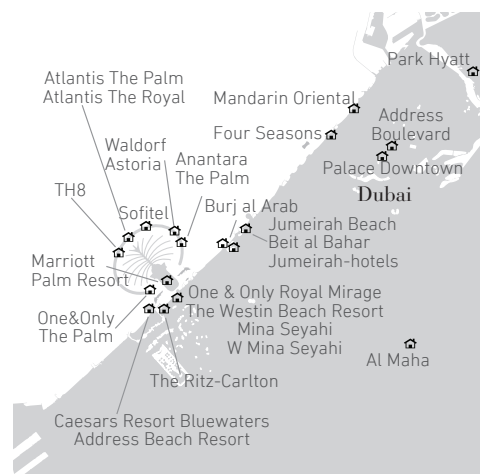 Park Hyatt
Atlantis The Palm
Atlantis The Royal
Mandarin Oriental
Address
Boulevard
Four Seasons
Waldorf
Astoria
Anantara
The Palm
Palace Downtown
TH8
Dubai
Sofitel
Burj al Arab
Jumeirah Beach
Beit al Bahar
Jumeirah-hotels
Marriott
Palm Resort
One & Only Royal Mirage
The Westin Beach Resort
Mina Seyahi
W Mina Seyahi
One&Only
The Palm
Al Maha
The Ritz-Carlton
Caesars Resort Bluewaters
Address Beach Resort